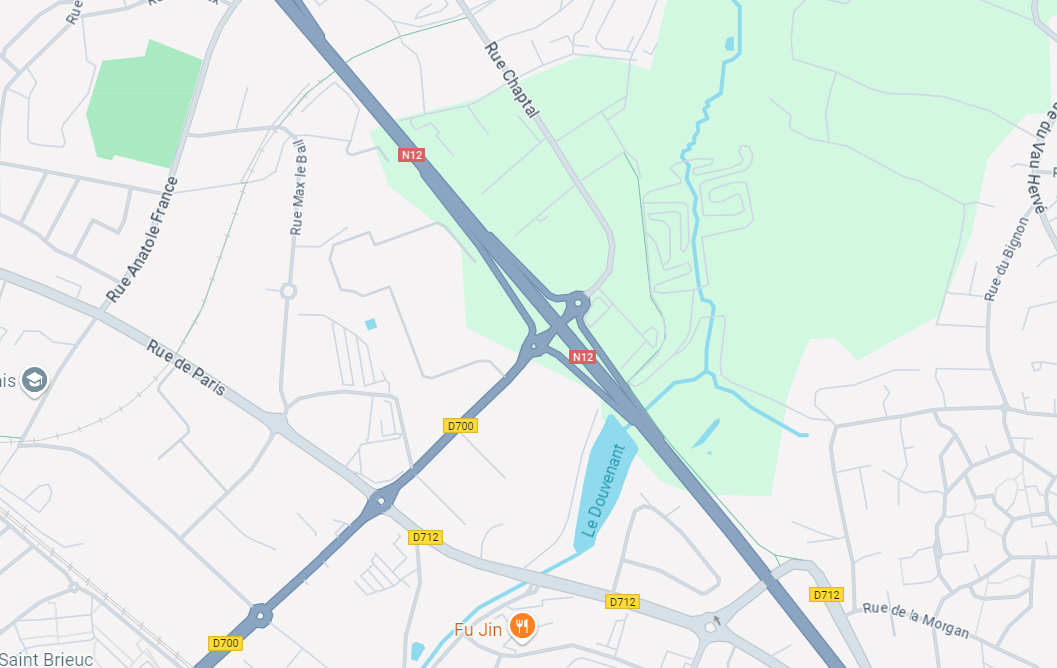 Rue
Rue Chaptal
N12
Rue Max le Ball
Rue Anatole France
e du Vau Hervé
Rue du Bignon
N12
Rue de Paris
ais
D700
Le Douvenant
D712
D712
D712
Rue de la Morgan
Fu Jin
D700
Saint Brieuc